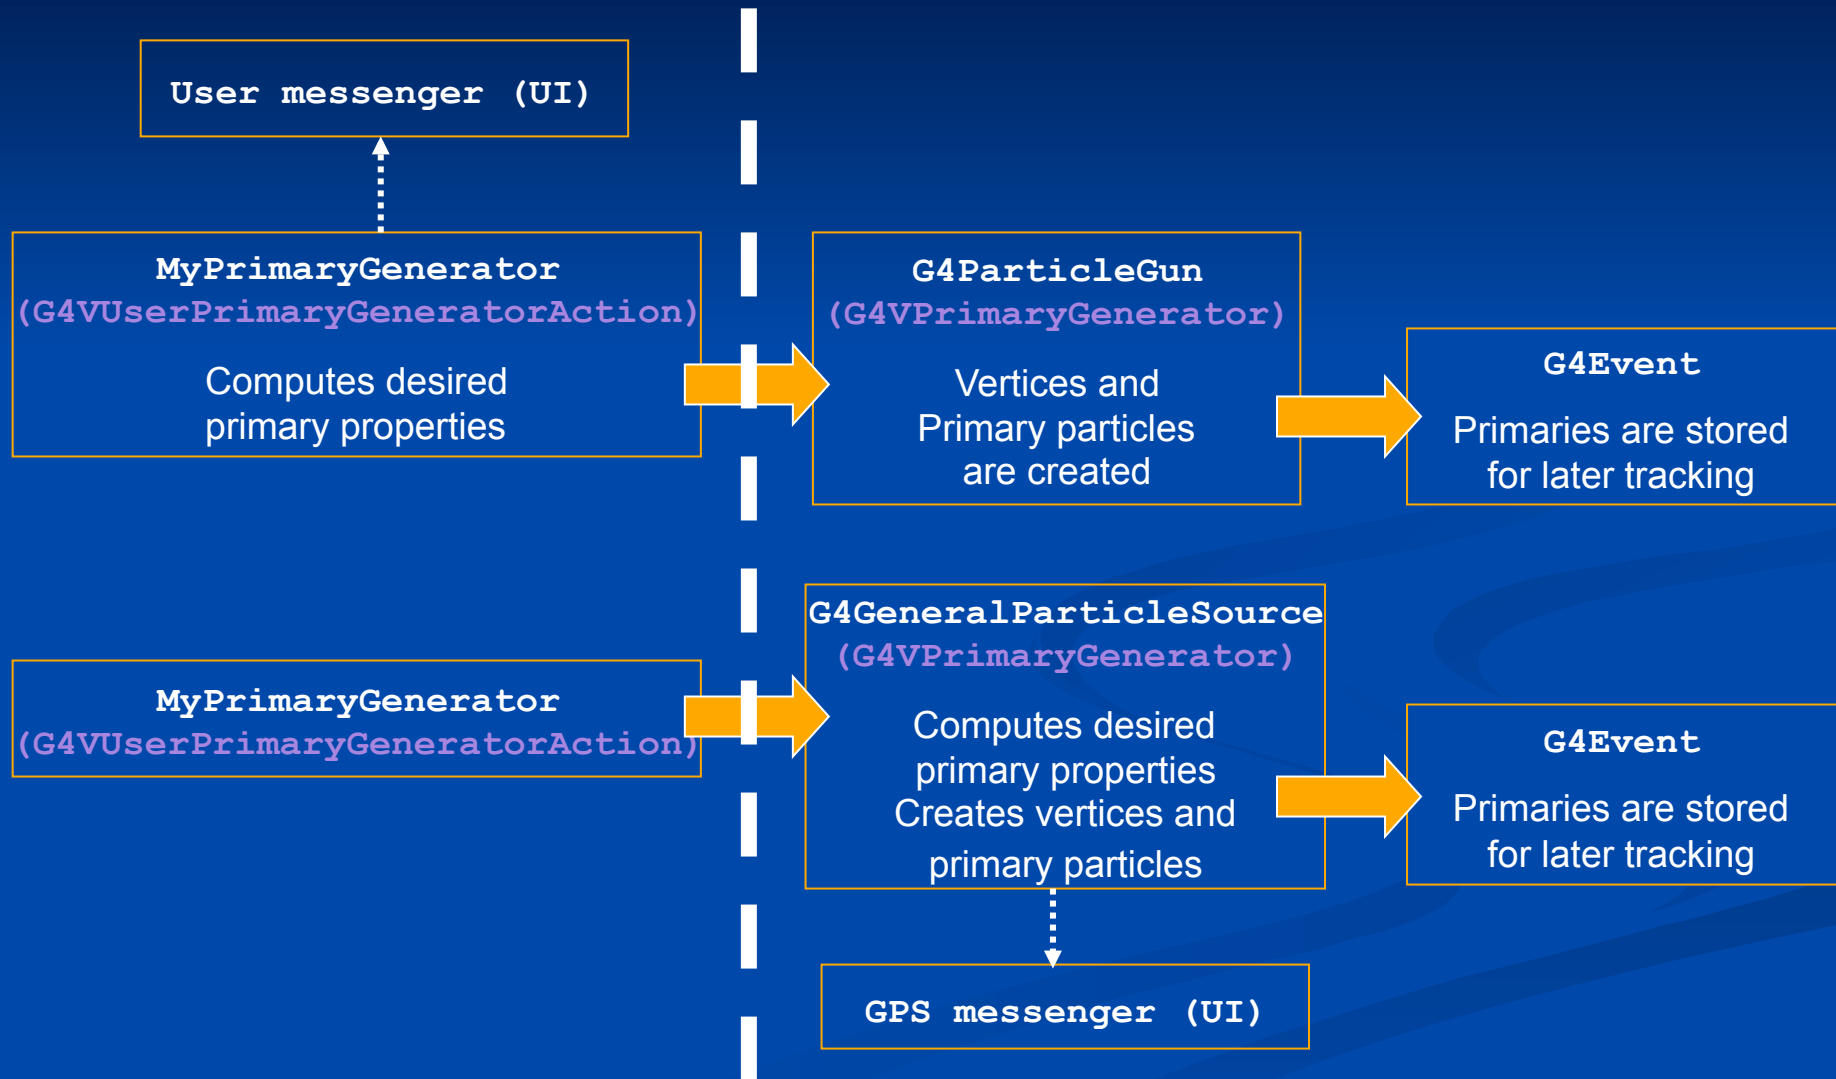 User messenger (UI)
MyPrimaryGenerator
(G4VUserPrimaryGeneratorAction)
Computes desired
primary properties
G4ParticleGun
(G4VPrimaryGenerator)
Vertices and
Primary particles
are created
G4Event
Primaries are stored
for later tracking
MyPrimaryGenerator
(G4VUserPrimaryGeneratorAction)
G4GeneralParticleSource
(G4VPrimaryGenerator)
Computes desired
primary properties
Creates vertices and
primary particles
G4Event
Primaries are stored
for later tracking
GPS messenger (UI)